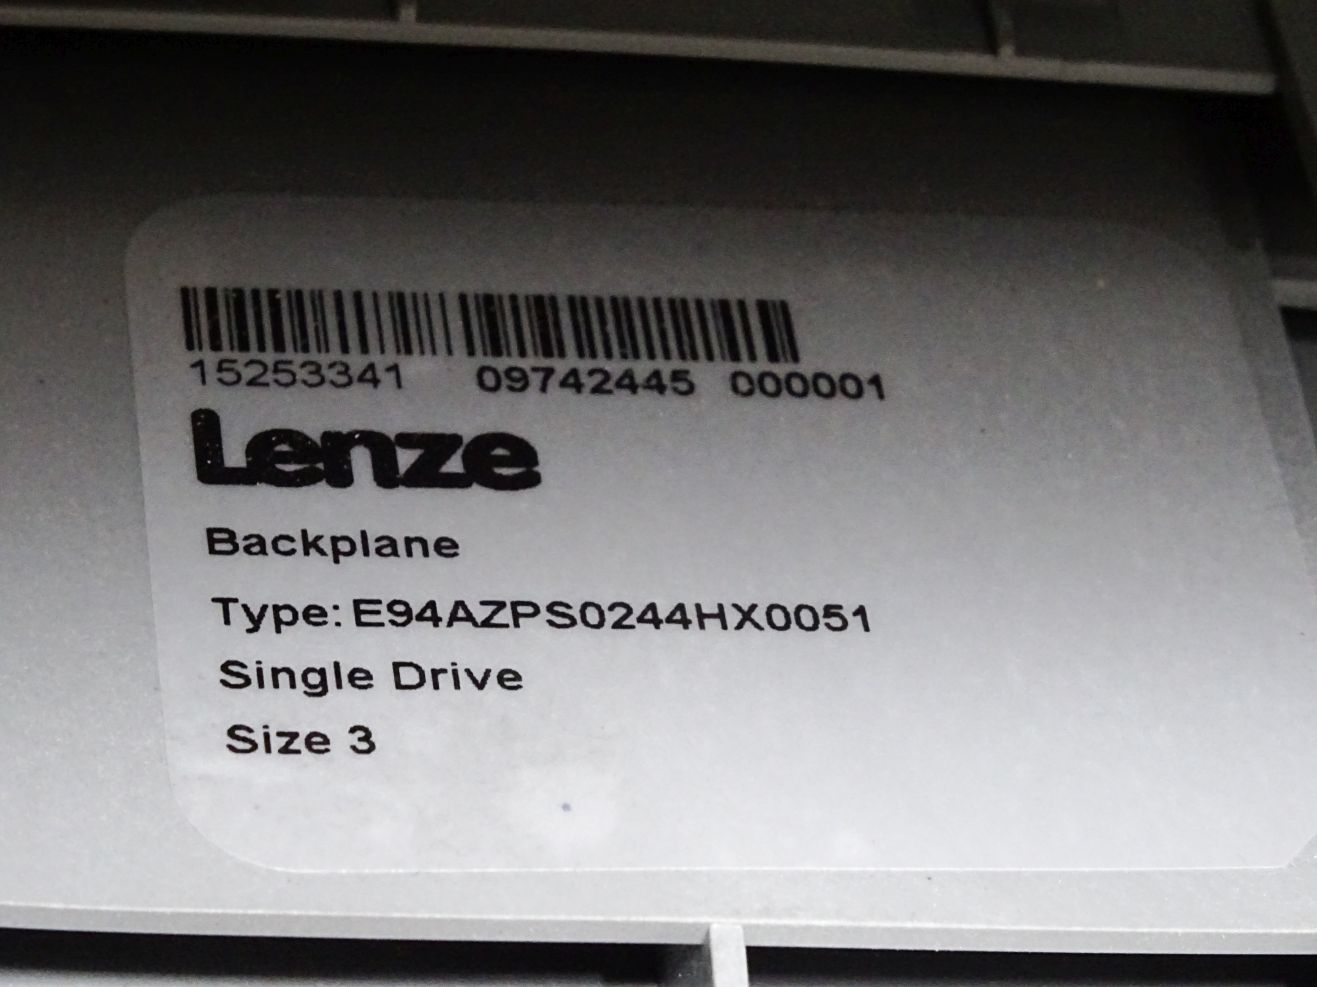 15253341 09742445 000001
Lenze
Backplane
Type: E94AZPS0244HX0051
Single Drive
Size 3